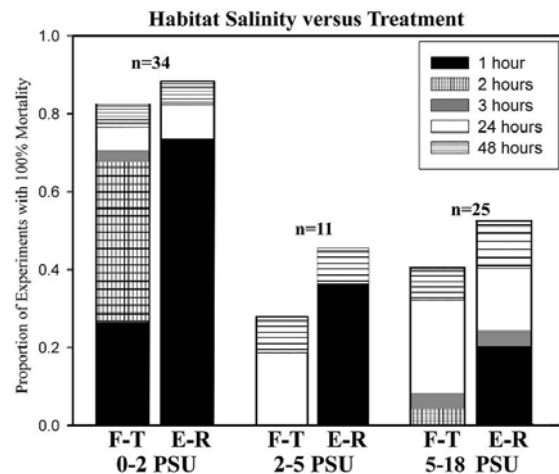 Habitat Salinity versus Treatment
Proportion of Experiments with 100% Mortality
1.0
0.8
0.6
0.4
0.2
0.0
n=34
n=11
n=25
1 hour
2 hours
3 hours
24 hours
48 hours
F-T E-R F-T E-R F-T E-R
0-2 PSU 2-5 PSU 5-18 PSU